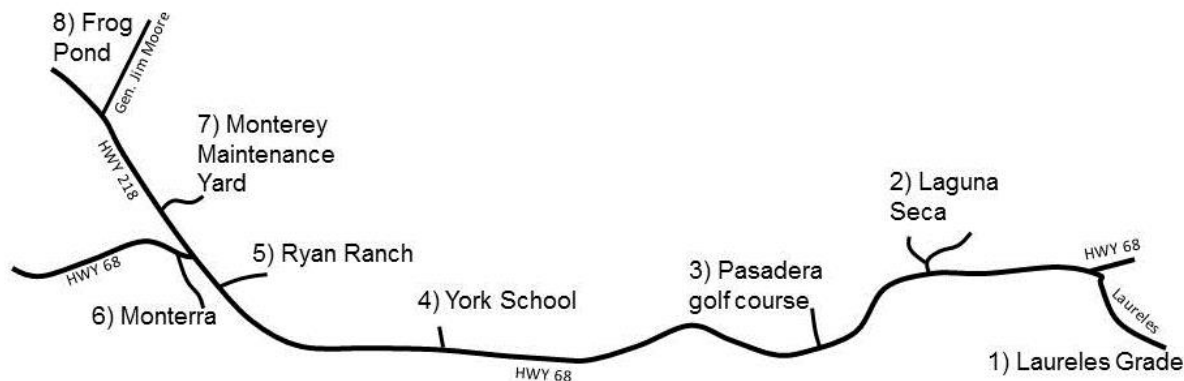 8) Frog
Pond
Gen. Jim Moore
7) Monterey
Maintenance
Yard
HWY 218
2) Laguna
Seca
HWY 68
5) Ryan Ranch
3) Pasadera
golf course
HWY 68
6) Monterra
4) York School
Laureles
HWY 68
1) Laureles Grade